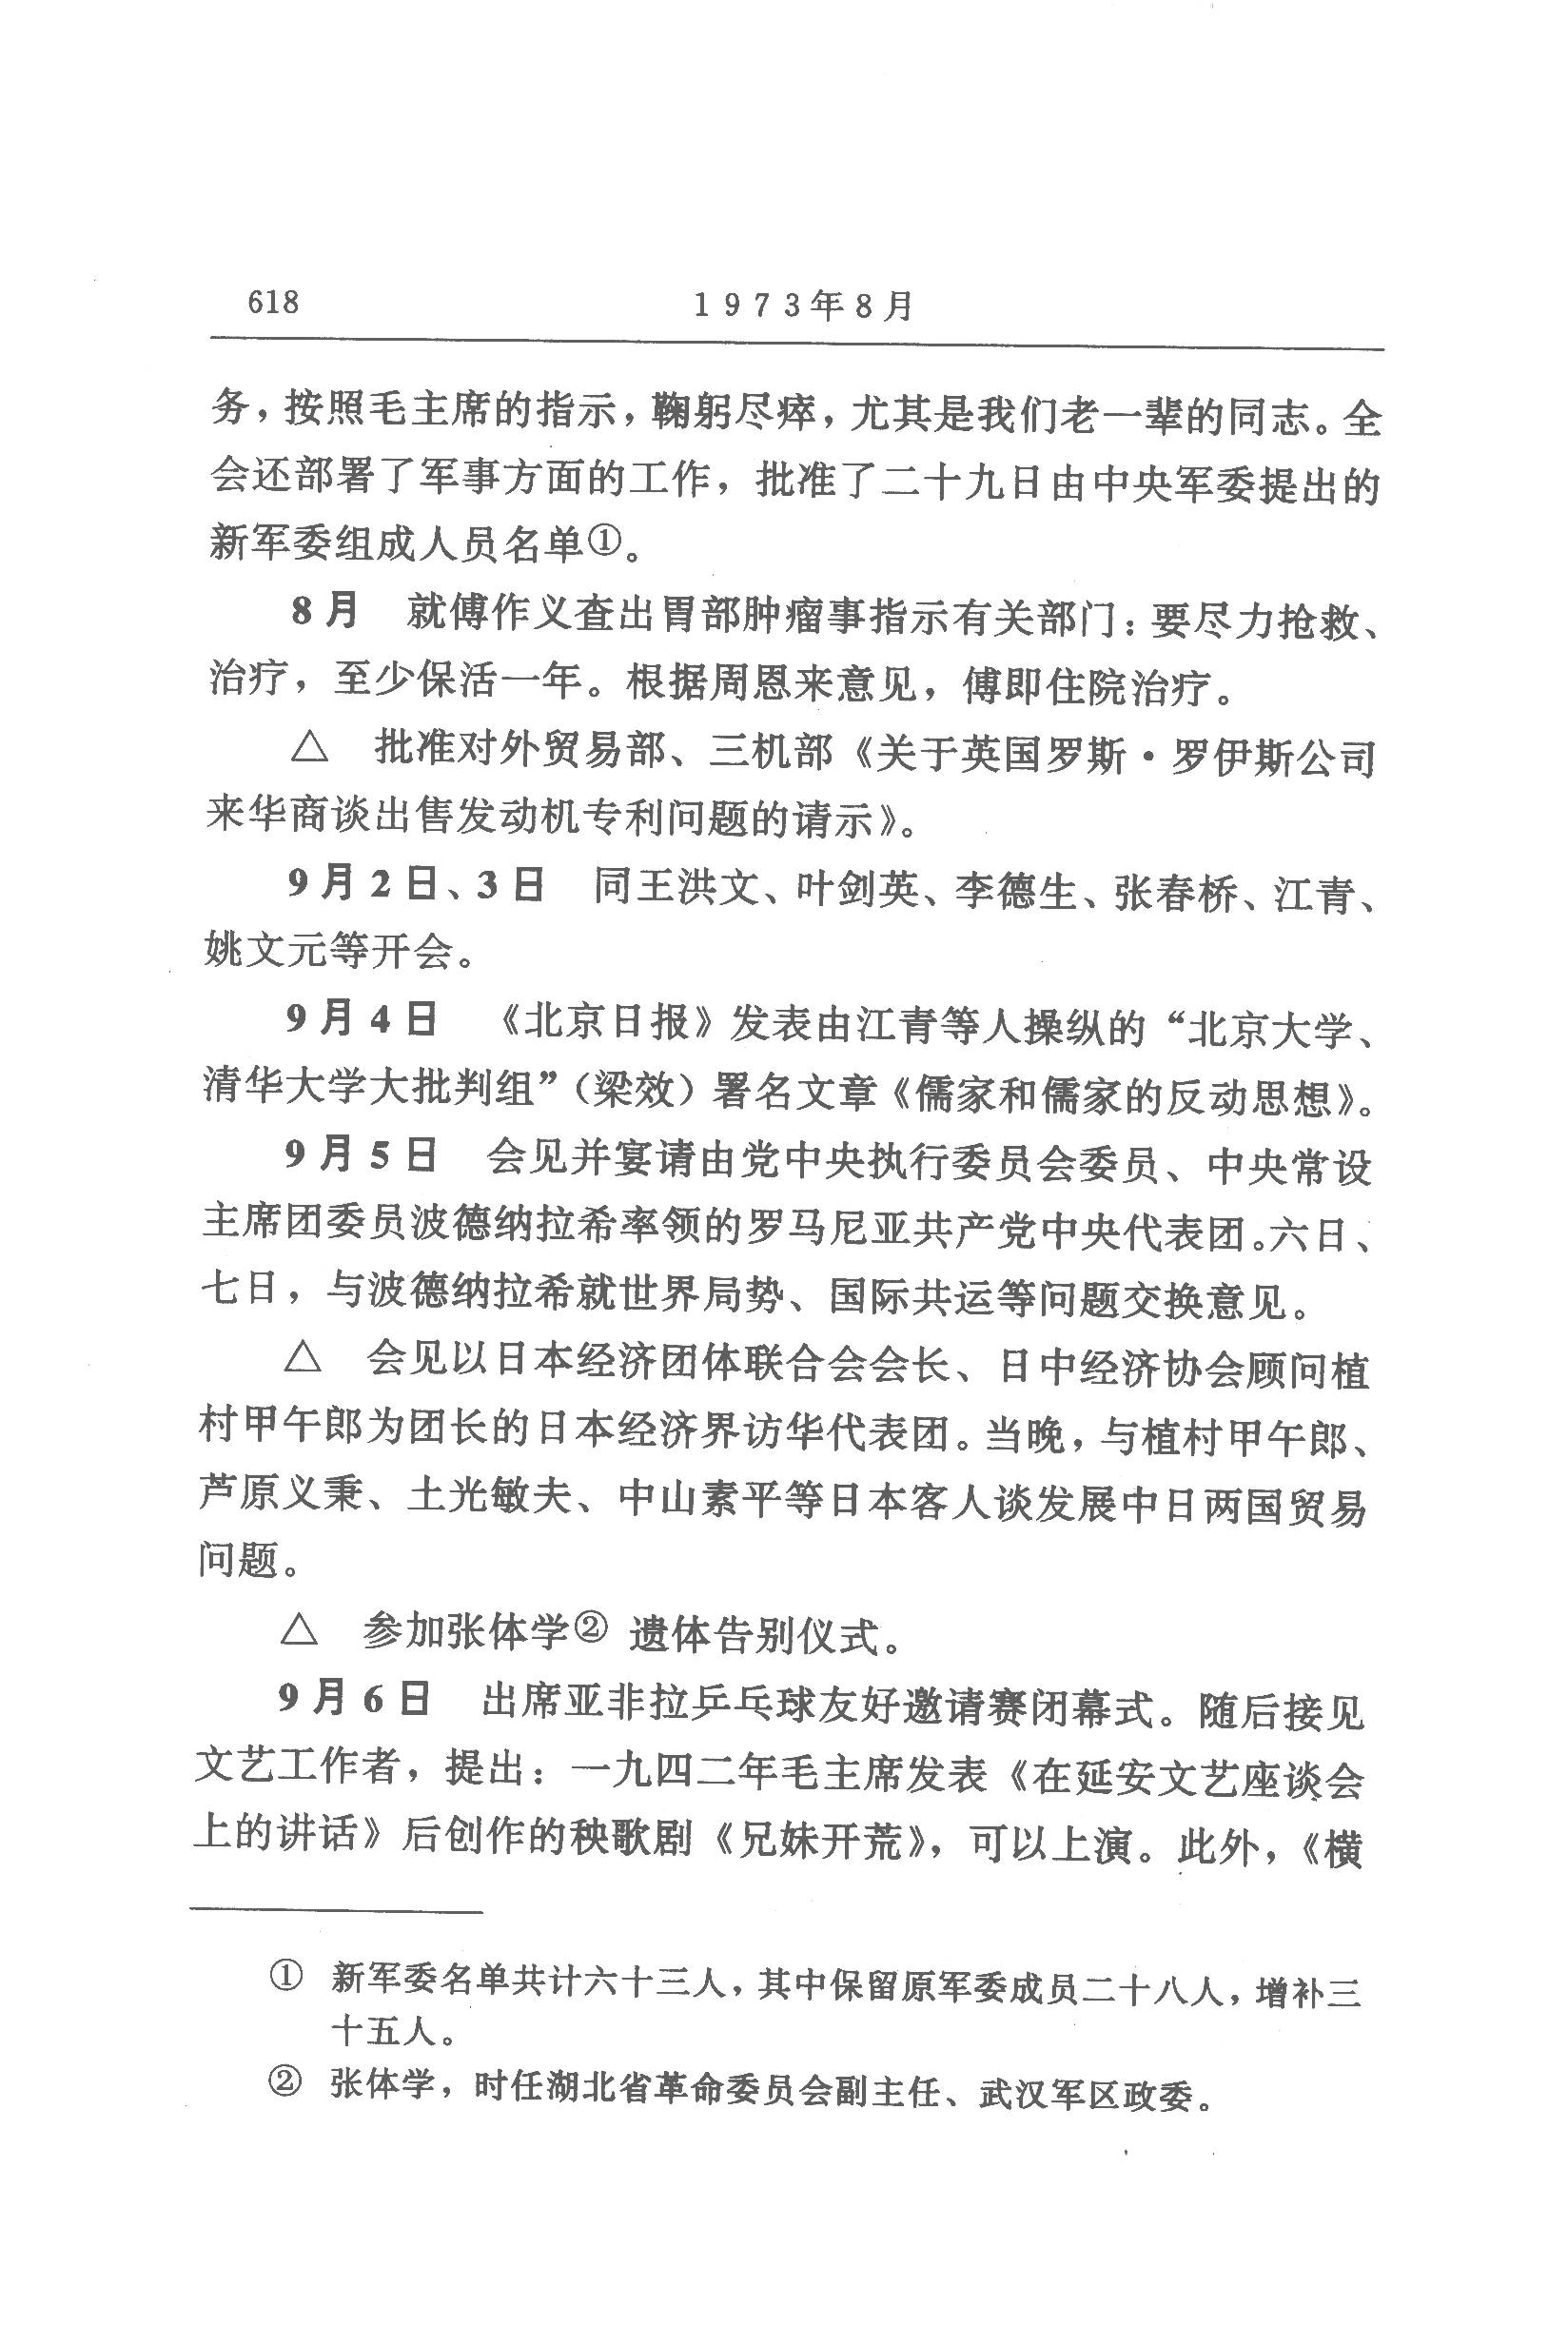 618
1973年8月
务，按照毛主席的指示，鞠躬尽瘁，尤其是我们老一辈的同志。全
会还部署了军事方面的工作，批准了二十九日由中央军委提出的
新军委组成人员名单①。
8月　就傅作义查出胃部肿瘤事指示有关部门：要尽力抢救、
治疗，至少保活一年。根据周恩来意见，傅即住院治疗。
△　批准对外贸易部、三机部《关于英国罗斯·罗伊斯公司
来华商谈出售发动机专利问题的请示》。
9月2日、3日　同王洪文、叶剑英、李德生、张春桥、江青、
姚文元等开会。
9月4日　《北京日报》发表由江青等人操纵的“北京大学、
清华大学大批判组”（梁效）署名文章《儒家和儒家的反动思想》。
9月5日　会见并宴请由党中央执行委员会委员、中央常设
主席团委员波德纳拉希率领的罗马尼亚共产党中央代表团。六日、
七日，与波德纳拉希就世界局势、国际共运等问题交换意见。
△　会见以日本经济团体联合会会长、日中经济协会顾问植
村甲午郎为团长的日本经济界访华代表团。当晚，与植村甲午郎、
芦原义秉、土光敏夫、中山素平等日本客人谈发展中日两国贸易
问题。
△　参加张体学② 遗体告别仪式。
9月6日　出席亚非拉乒乓球友好邀请赛闭幕式。随后接见
文艺工作者，提出：一九四二年毛主席发表《在延安文艺座谈会
上的讲话》后创作的秧歌剧《兄妹开荒》，可以上演。此外，《横
①　新军委名单共计六十三人，其中保留原军委成员二十八人，增补三
十五人。
②　张体学，时任湖北省革命委员会副主任、武汉军区政委。